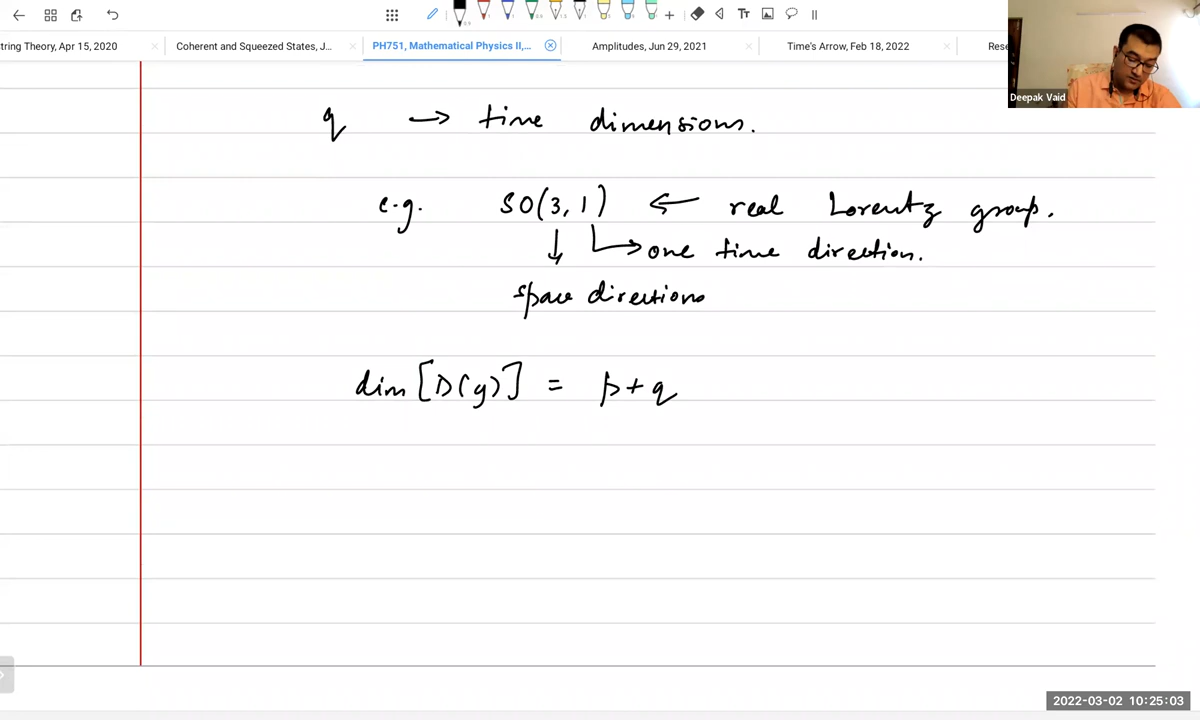 tring Theory, Apr 15, 2020 Coherent and Squeezed States, J... PH751, Mathematical Physics II,... Amplitudes, Jun 29, 2021 Time's Arrow, Feb 18, 2022 Rese
Deepak Vaid
q → time dimensions.
e.g. SO(3, 1) ← real Lorentz group.
↓ ↳ one time direction.
space directions
dim [D(g)] = p+q
2022-03-02 10:25:03